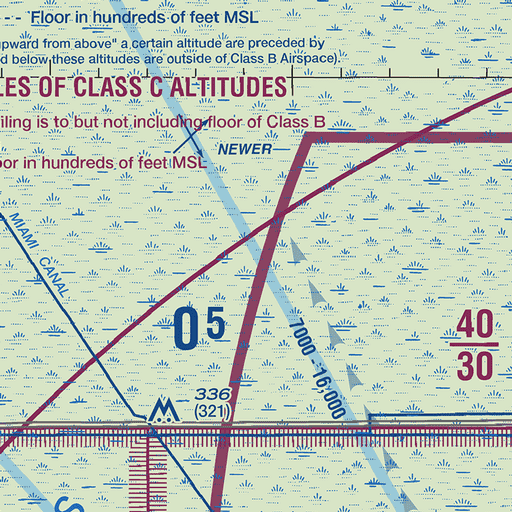 --- Floor in hundreds of feet MSL
upward from above" a certain altitude are preceded by
d below these altitudes are outside of Class B Airspace).
LES OF CLASS C ALTITUDES
iling is to but not including floor of Class B
NEWER
oor in hundreds of feet MSL
MIAMI CANAL
05
7000 - 16,000
40
30
336
(321)
S